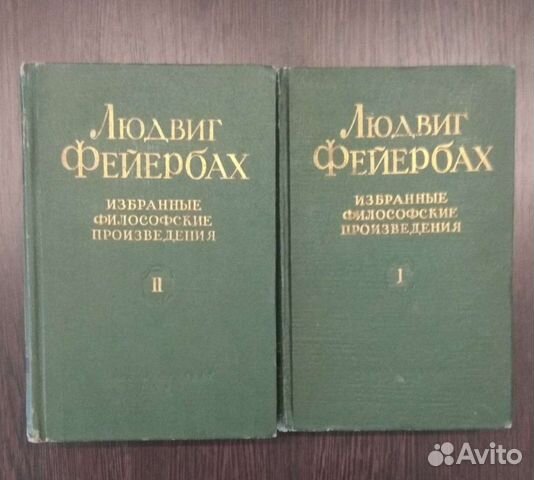 Людвиг
Фейербах
ИЗБРАННЫЕ
ФИЛОСОФСКИЕ
ПРОИЗВЕДЕНИЯ
II
Людвиг
Фейербах
ИЗБРАННЫЕ
ФИЛОСОФСКИЕ
ПРОИЗВЕДЕНИЯ
I
Avito